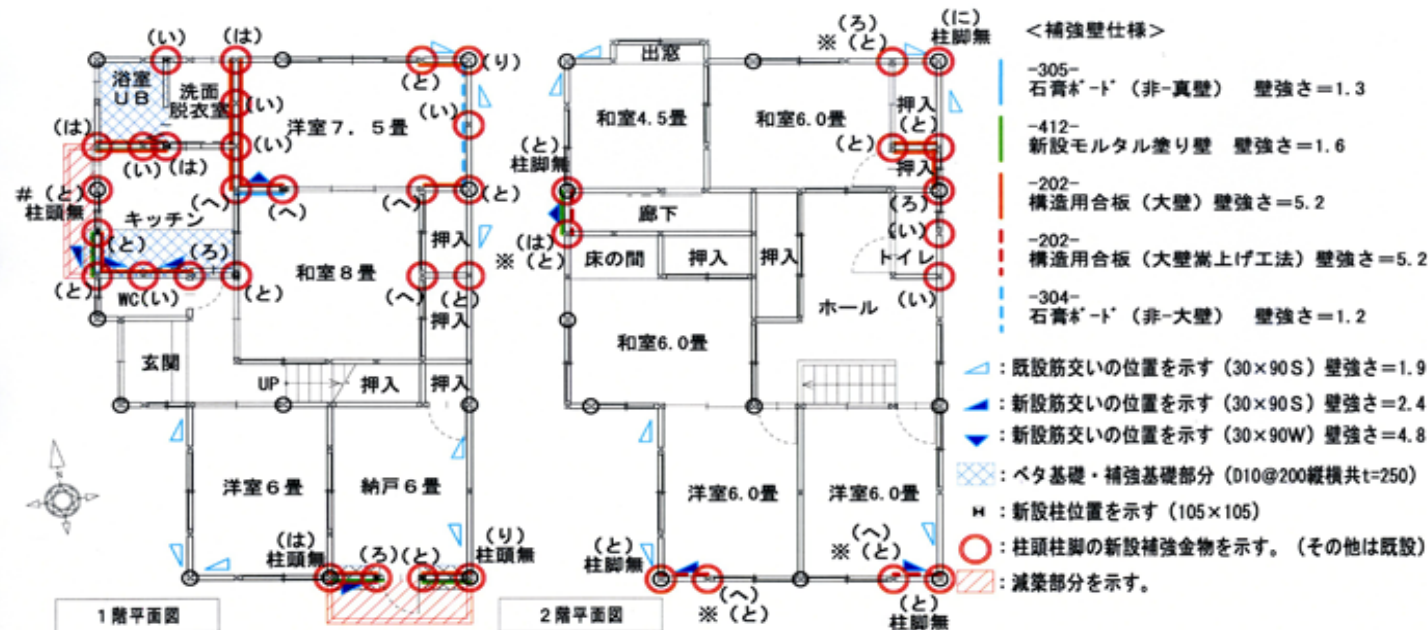 (い)
(は)
(と)
(り)
浴室
UB
洗面
脱衣室
(い)
洋室7.5畳
(い)
(は)
(い)
(い)
(は)
#(と)
柱頭無
キッチン
(へ)
(へ)
(へ)
(と)
(と)
(ろ)
押入
和室8畳
(と)
WC(い)
(と)
(へ)
(と)
押入
玄関
UP
押入
押入
洋室6畳
納戸6畳
(は)
柱頭無
(ろ)
(と)
(り)
柱頭無
N
1階平面図
(ろ)
※(と)
(に)
柱脚無
出窓
和室4.5畳
和室6.0畳
押入
(と)
(と)
押入
(と)
柱脚無
廊下
(ろ)
(は)
※(と)
(い)
床の間
押入
押入
トイレ
(い)
ホール
和室6.0畳
洋室6.0畳
洋室6.0畳
(と)
柱脚無
(へ)
※(と)
(へ)
※(と)
(と)
柱脚無
2階平面図
<補強壁仕様>
-305-
石膏ボード(非-真壁) 壁強さ=1.3
-412-
新設モルタル塗り壁 壁強さ=1.6
-202-
構造用合板(大壁)壁強さ=5.2
-202-
構造用合板(大壁嵩上げ工法)壁強さ=5.2
-304-
石膏ボード(非-大壁) 壁強さ=1.2
:既設筋交いの位置を示す(30×90S)壁強さ=1.9
:新設筋交いの位置を示す(30×90S)壁強さ=2.4
:新設筋交いの位置を示す(30×90W)壁強さ=4.8
:ベタ基礎・補強基礎部分(D10@200縦横共t=250)
:新設柱位置を示す(105×105)
:柱頭柱脚の新設補強金物を示す。(その他は既設)
:減築部分を示す。